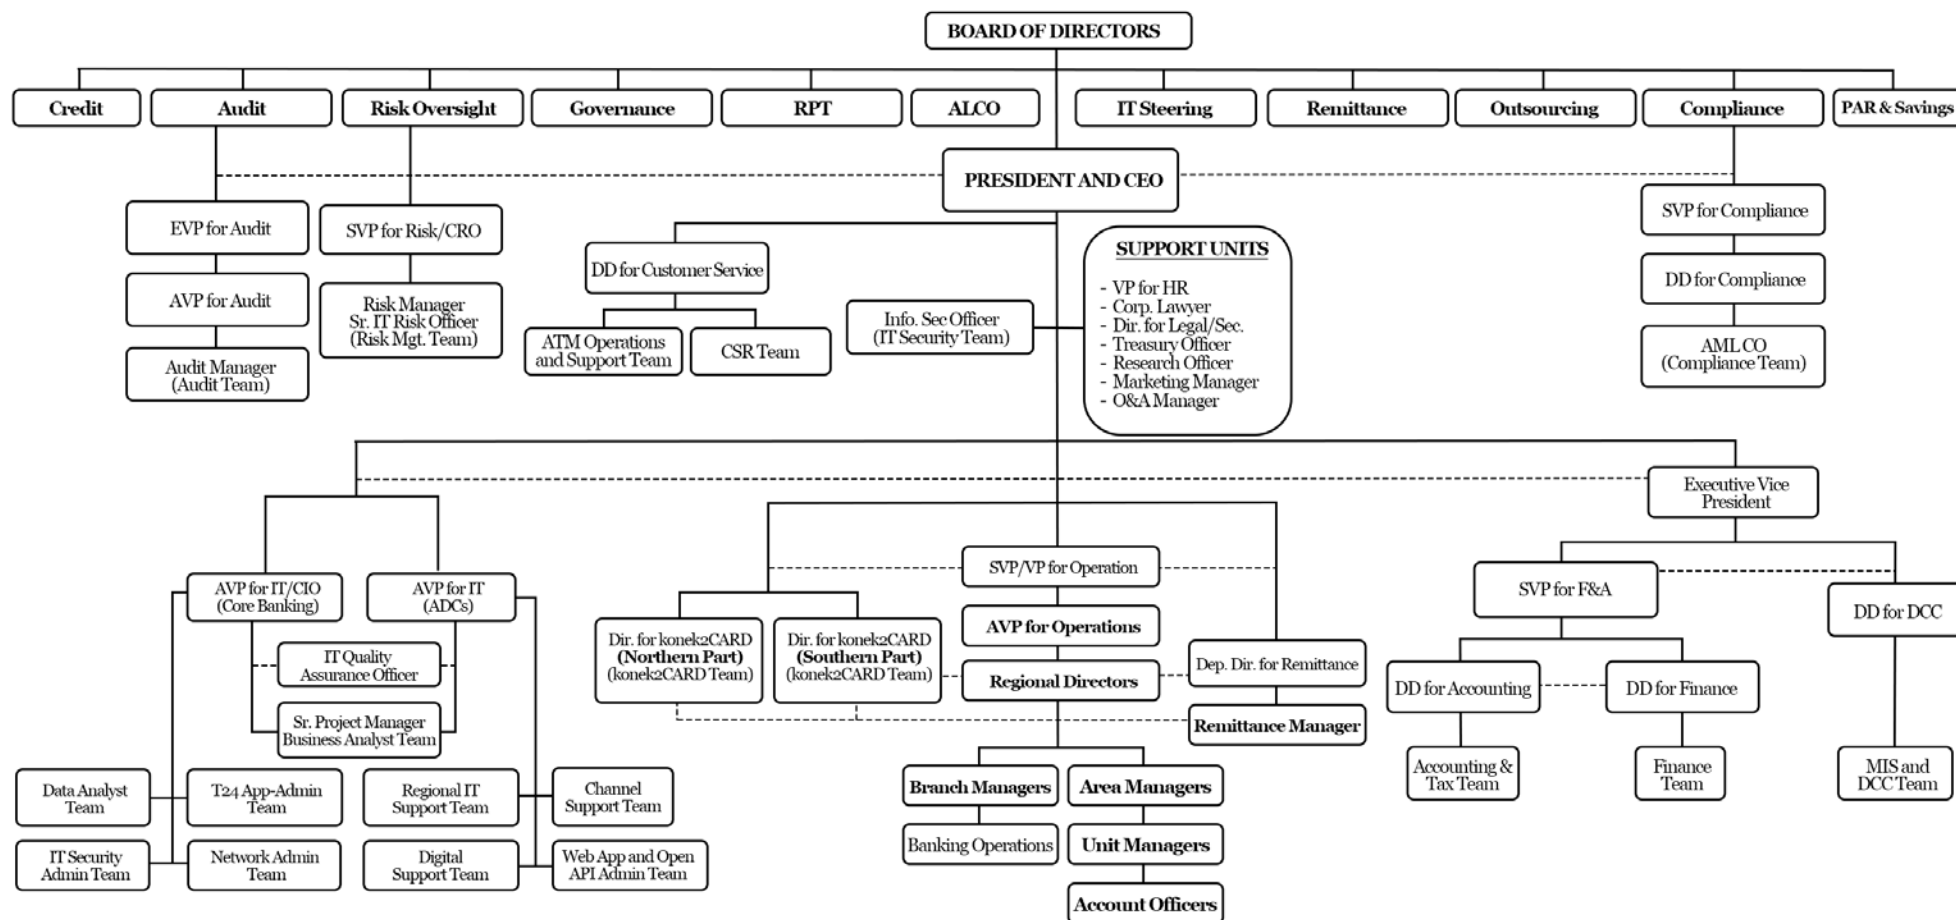 BOARD OF DIRECTORS
Credit
Audit
Risk Oversight
Governance
RPT
ALCO
IT Steering
Remittance
Outsourcing
Compliance
PAR & Savings
PRESIDENT AND CEO
EVP for Audit
AVP for Audit
Audit Manager
(Audit Team)
SVP for Risk/CRO
Risk Manager
Sr. IT Risk Officer
(Risk Mgt. Team)
DD for Customer Service
ATM Operations
and Support Team
CSR Team
Info. Sec Officer
(IT Security Team)
SUPPORT UNITS
- VP for HR
- Corp. Lawyer
- Dir. for Legal/Sec.
- Treasury Officer
- Research Officer
- Marketing Manager
- O&A Manager
SVP for Compliance
DD for Compliance
AML CO
(Compliance Team)
Executive Vice
President
AVP for IT/CIO
(Core Banking)
AVP for IT
(ADCs)
IT Quality
Assurance Officer
Sr. Project Manager
Business Analyst Team
Data Analyst
Team
T24 App-Admin
Team
Regional IT
Support Team
Channel
Support Team
IT Security
Admin Team
Network Admin
Team
Digital
Support Team
Web App and Open
API Admin Team
SVP/VP for Operation
AVP for Operations
Regional Directors
Dir. for konek2CARD
(Northern Part)
(konek2CARD Team)
Dir. for konek2CARD
(Southern Part)
(konek2CARD Team)
Dep. Dir. for Remittance
Remittance Manager
Branch Managers
Banking Operations
Area Managers
Unit Managers
Account Officers
SVP for F&A
DD for DCC
DD for Accounting
DD for Finance
Accounting &
Tax Team
Finance
Team
MIS and
DCC Team